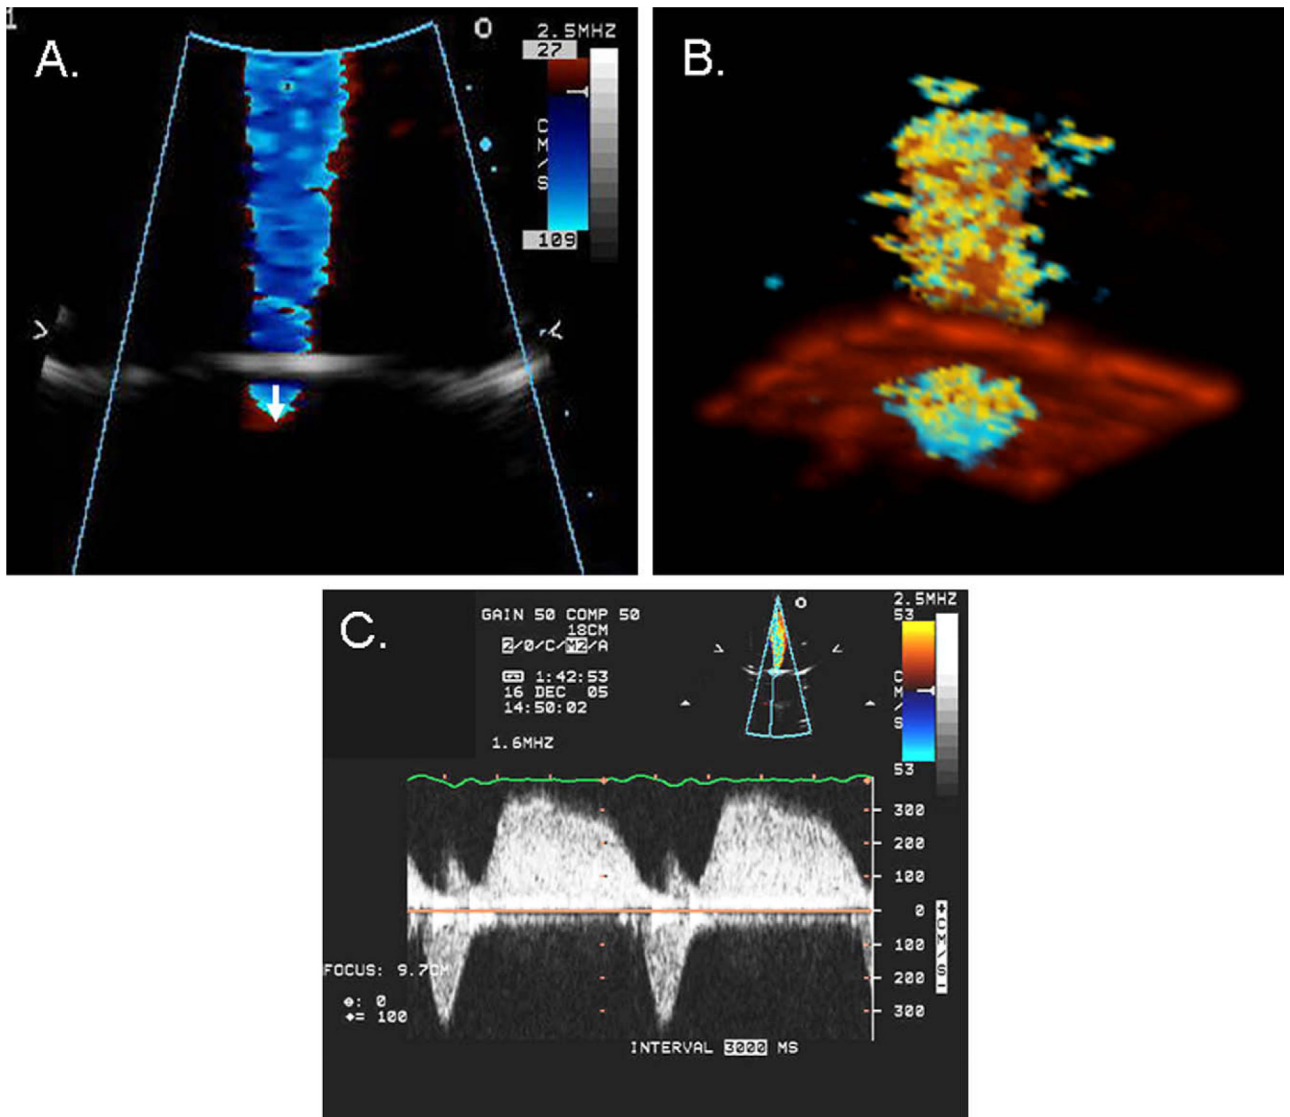 1
A.
2.5MHZ
27
C
M
/
S
109
B.
C.
GAIN 50 COMP 50
18CM
2/0/C/M2/A
1:42:53
16 DEC 05
14:50:02
1.6MHZ
2.5MHZ
53
C
M
/
S
53
300
200
100
0
100
200
300
FOCUS: 9.7CM
: 0
= 100
INTERVAL 3000 MS